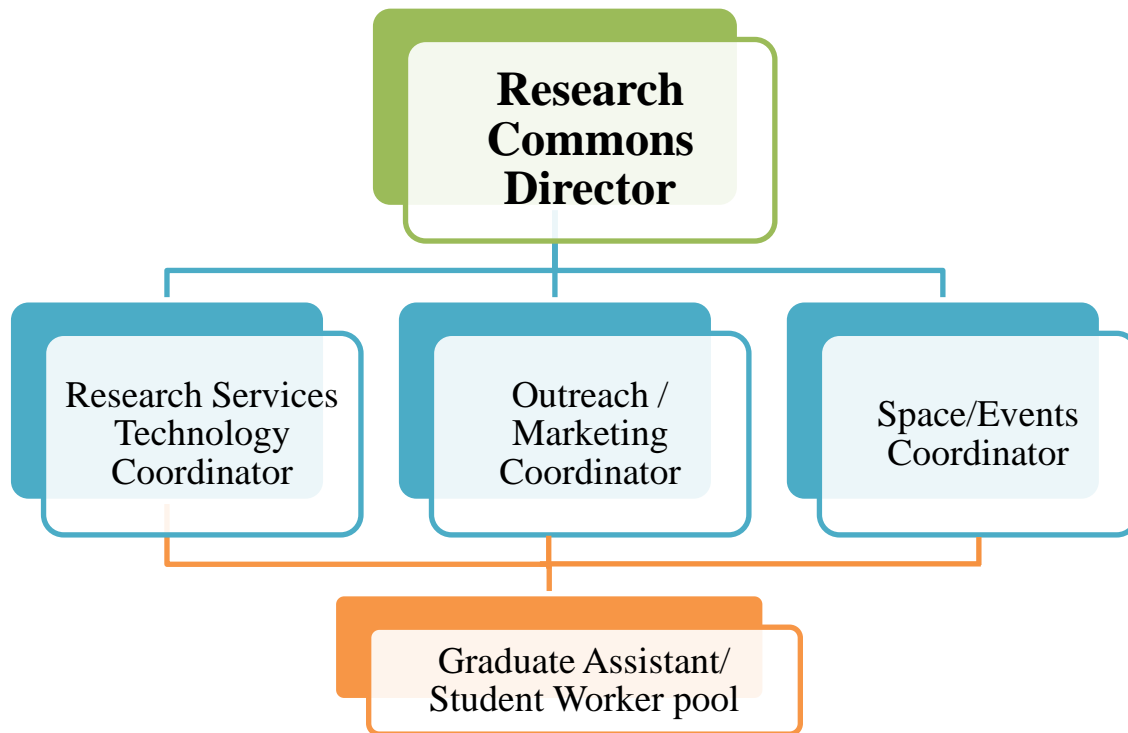 Research
Commons
Director
Research Services
Technology
Coordinator
Outreach /
Marketing
Coordinator
Space/Events
Coordinator
Graduate Assistant/
Student Worker pool